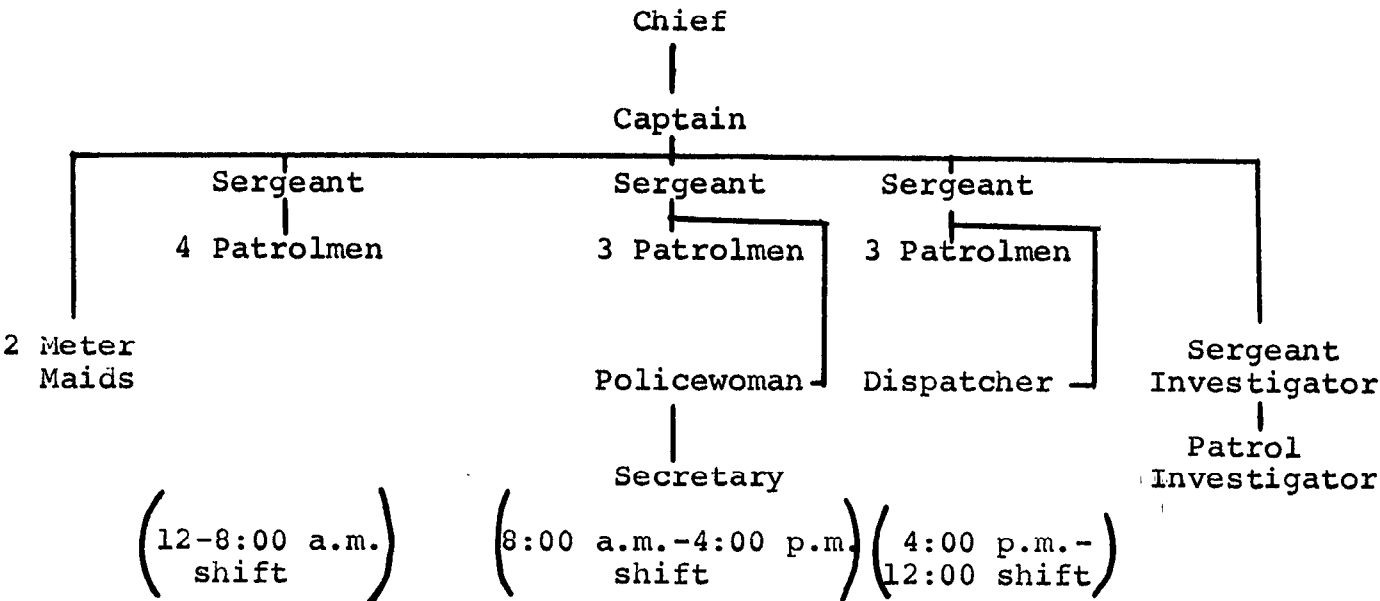 Chief
Captain
Sergeant Sergeant Sergeant
4 Patrolmen 3 Patrolmen 3 Patrolmen
2 Meter
Maids
Policewoman Dispatcher
Sergeant
Investigator
Patrol
Investigator
Secretary
(12-8:00 a.m.
shift)
(8:00 a.m.-4:00 p.m.
shift)
(4:00 p.m.-
12:00 shift)